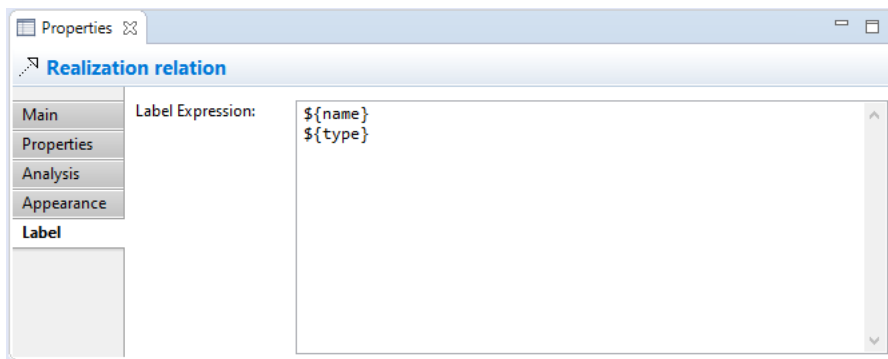 Properties
Realization relation
Main
Label Expression:
${name}
${type}
Properties
Analysis
Appearance
Label